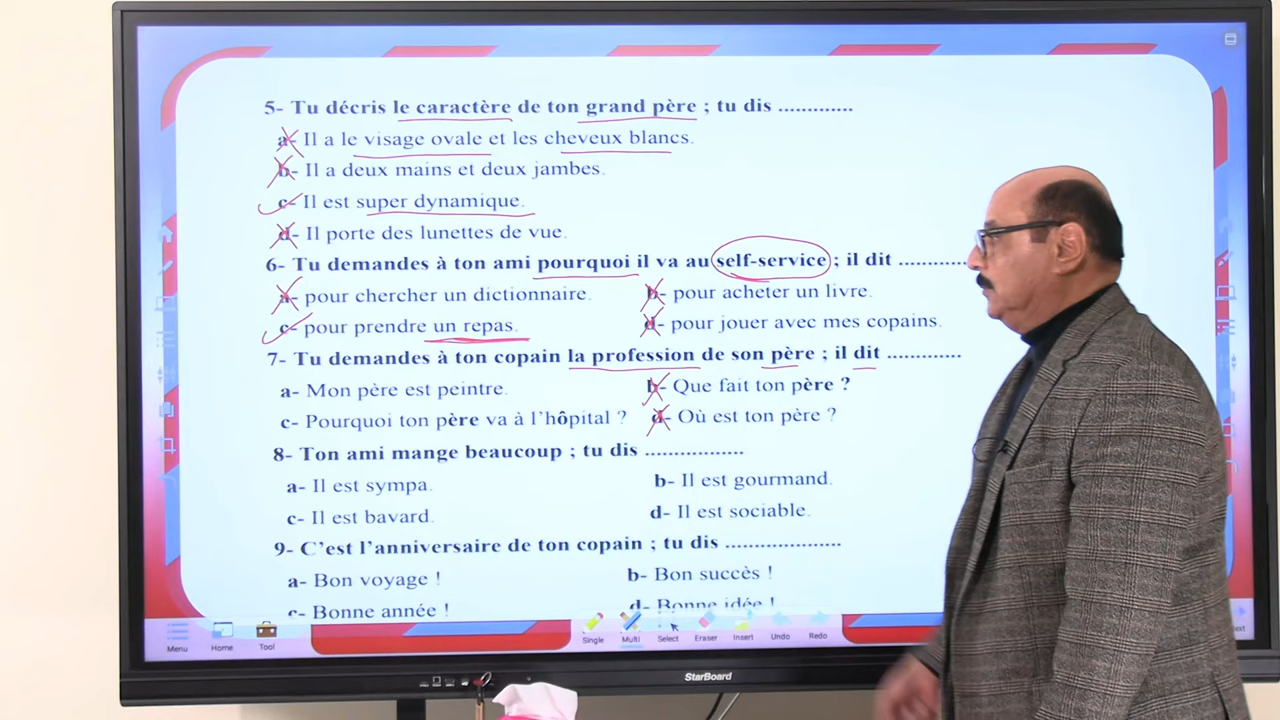 5- Tu décris le caractère de ton grand père ; tu dis .............
a- Il a le visage ovale et les cheveux blancs.
b- Il a deux mains et deux jambes.
c- Il est super dynamique.
d- Il porte des lunettes de vue.
6- Tu demandes à ton ami pourquoi il va au self-service ; il dit ............
a- pour chercher un dictionnaire. b- pour acheter un livre.
c- pour prendre un repas. d- pour jouer avec mes copains.
7- Tu demandes à ton copain la profession de son père ; il dit .............
a- Mon père est peintre. b- Que fait ton père ?
c- Pourquoi ton père va à l'hôpital ? d- Où est ton père ?
8- Ton ami mange beaucoup ; tu dis .................
a- Il est sympa. b- Il est gourmand.
c- Il est bavard. d- Il est sociable.
9- C'est l'anniversaire de ton copain ; tu dis ....................
a- Bon voyage ! b- Bon succès !
c- Bonne année ! d- Bonne idée !
Menu Home Tool Single Multi Select Eraser Insert Undo Redo
StarBoard